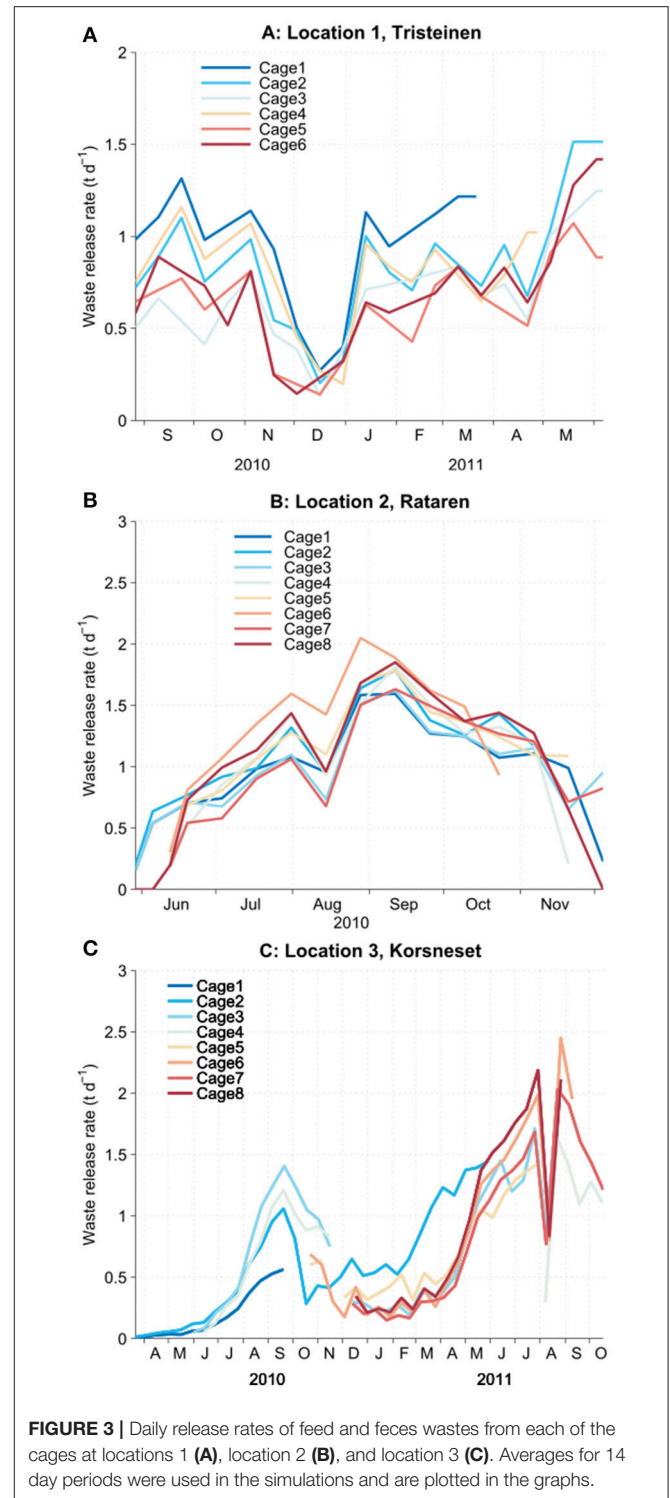 A
A: Location 1, Tristeinen
2
1.5
1
0.5
0
Waste release rate (t d⁻¹)
Cage1
Cage2
Cage3
Cage4
Cage5
Cage6
S O N D J F M A M
2010 2011
B
B: Location 2, Rataren
3
2.5
2
1.5
1
0.5
0
Waste release rate (t d⁻¹)
Cage1
Cage2
Cage3
Cage4
Cage5
Cage6
Cage7
Cage8
Jun Jul Aug Sep Oct Nov
2010
C
C: Location 3, Korsneset
3
2.5
2
1.5
1
0.5
0
Waste release rate (t d⁻¹)
Cage1
Cage2
Cage3
Cage4
Cage5
Cage6
Cage7
Cage8
A M J J A S O N D J F M A M J J A S O
2010 2011
FIGURE 3 | Daily release rates of feed and feces wastes from each of the
cages at locations 1 (A), location 2 (B), and location 3 (C). Averages for 14
day periods were used in the simulations and are plotted in the graphs.